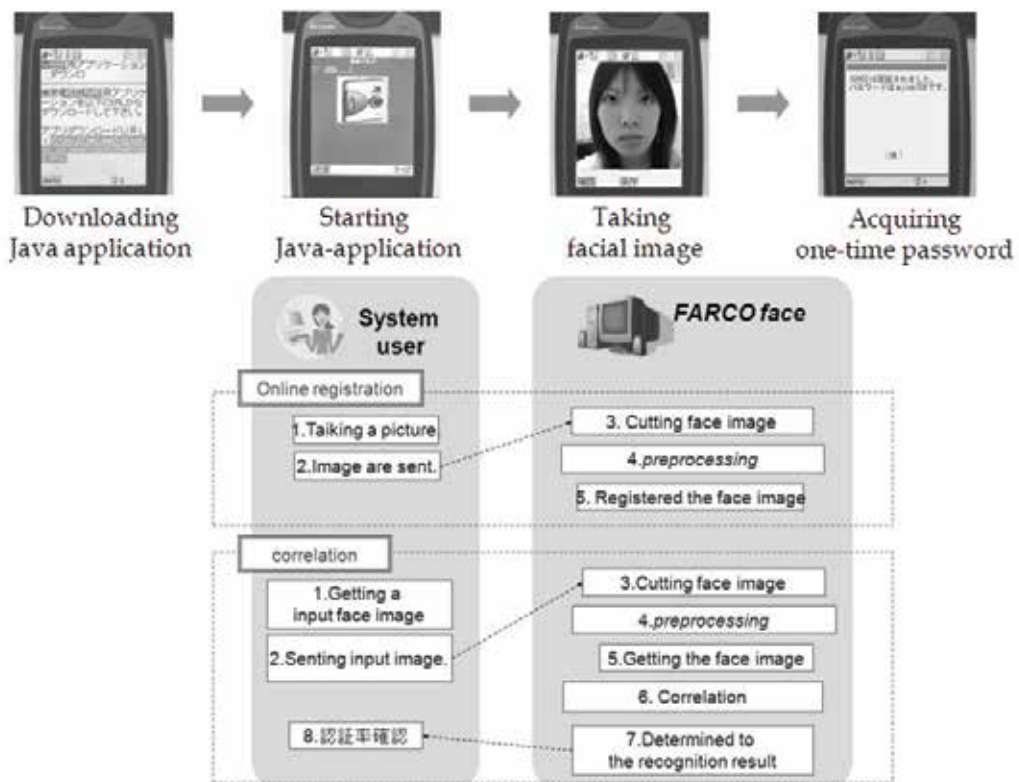 Downloading
Java application
Starting
Java-application
Taking
facial image
Acquiring
one-time password
System
user
FARCO face
Online registration
1.Taiking a picture
2.Image are sent.
3. Cutting face image
4.preprocessing
5. Registered the face image
correlation
1.Getting a
input face image
2.Senting input image.
3.Cutting face image
4.preprocessing
5.Getting the face image
6. Correlation
7.Determined to
the recognition result
8.認証率確認